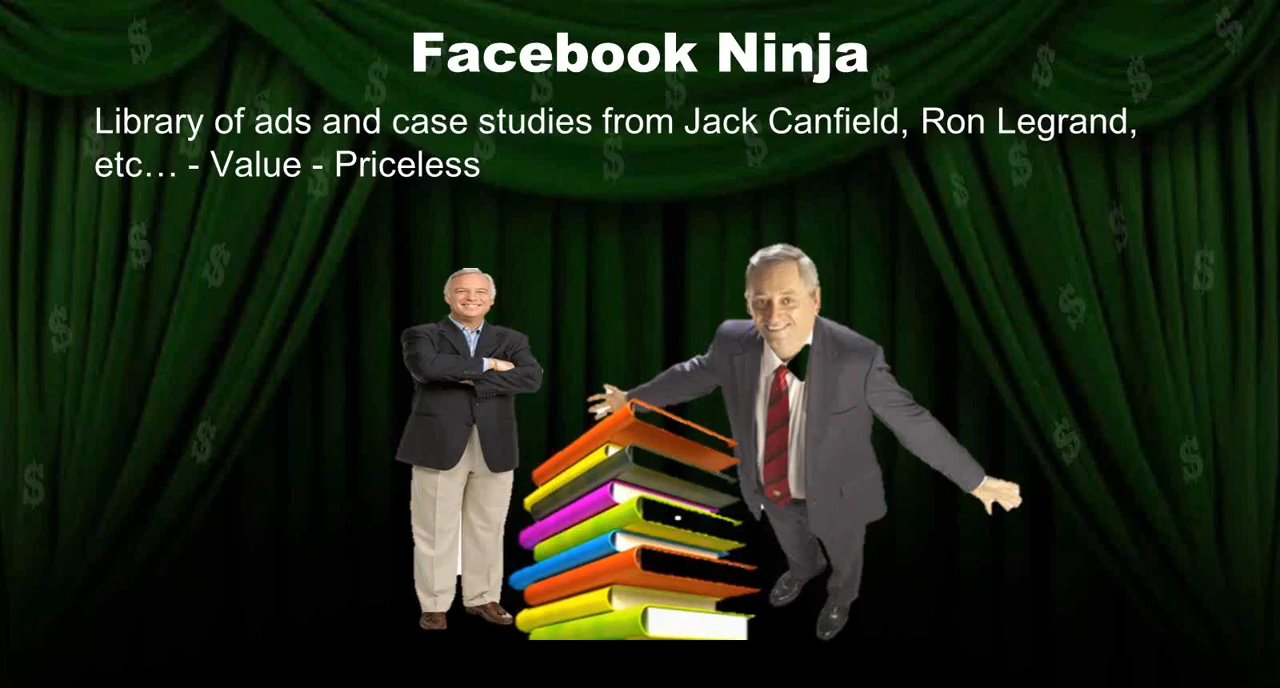 Facebook Ninja
Library of ads and case studies from Jack Canfield, Ron Legrand,
etc… - Value - Priceless